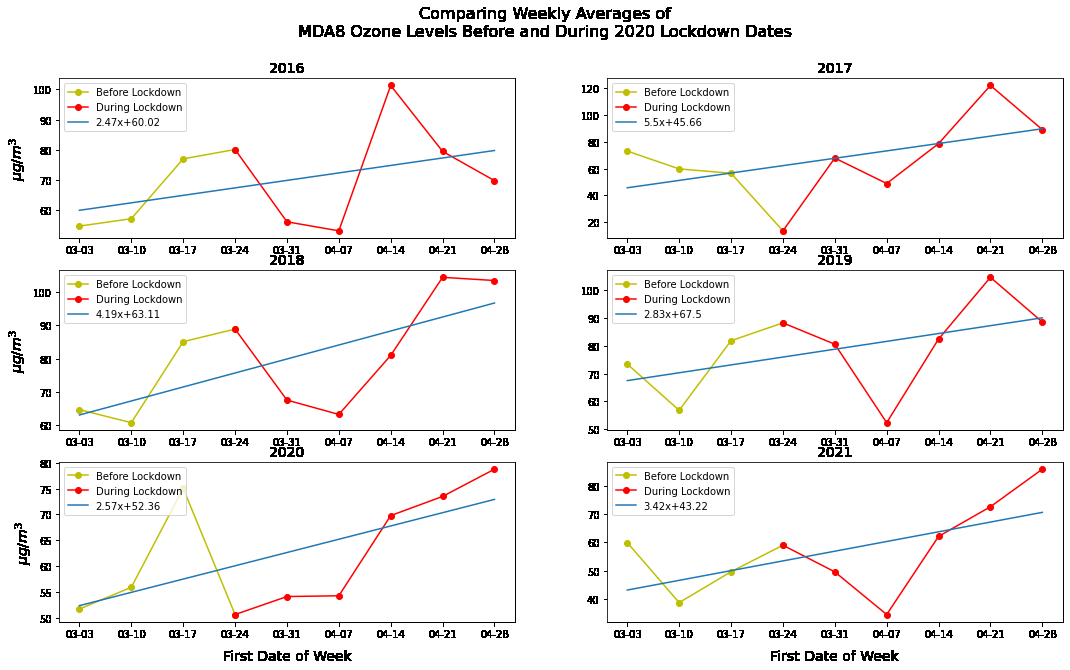 Comparing Weekly Averages of
MDA8 Ozone Levels Before and During 2020 Lockdown Dates
2016
Before Lockdown
During Lockdown
2.47x+60.02
μg/m³
100
90
80
70
60
03-03 03-10 03-17 03-24 03-31 04-07 04-14 04-21 04-28
2017
Before Lockdown
During Lockdown
5.5x+45.66
120
100
80
60
40
20
03-03 03-10 03-17 03-24 03-31 04-07 04-14 04-21 04-28
2018
Before Lockdown
During Lockdown
4.19x+63.11
μg/m³
100
90
80
70
60
03-03 03-10 03-17 03-24 03-31 04-07 04-14 04-21 04-28
2019
Before Lockdown
During Lockdown
2.83x+67.5
100
90
80
70
60
50
03-03 03-10 03-17 03-24 03-31 04-07 04-14 04-21 04-28
2020
Before Lockdown
During Lockdown
2.57x+52.36
μg/m³
80
75
70
65
60
55
50
03-03 03-10 03-17 03-24 03-31 04-07 04-14 04-21 04-28
First Date of Week
2021
Before Lockdown
During Lockdown
3.42x+43.22
80
70
60
50
40
03-03 03-10 03-17 03-24 03-31 04-07 04-14 04-21 04-28
First Date of Week